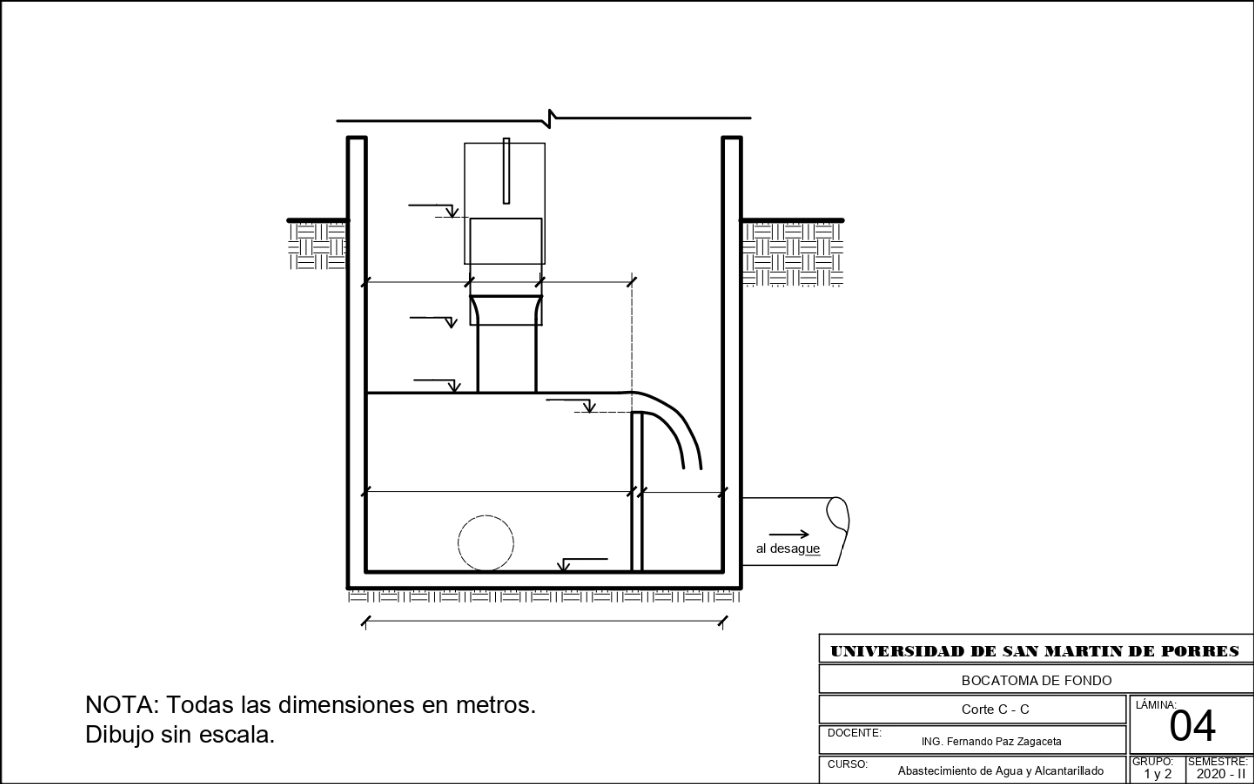 al desague
NOTA: Todas las dimensiones en metros.
Dibujo sin escala.
UNIVERSIDAD DE SAN MARTIN DE PORRES
BOCATOMA DE FONDO
Corte C - C
LÁMINA:
04
DOCENTE:
ING. Fernando Paz Zagaceta
CURSO:
Abastecimiento de Agua y Alcantarillado
GRUPO:
1 y 2
SEMESTRE:
2020 - II